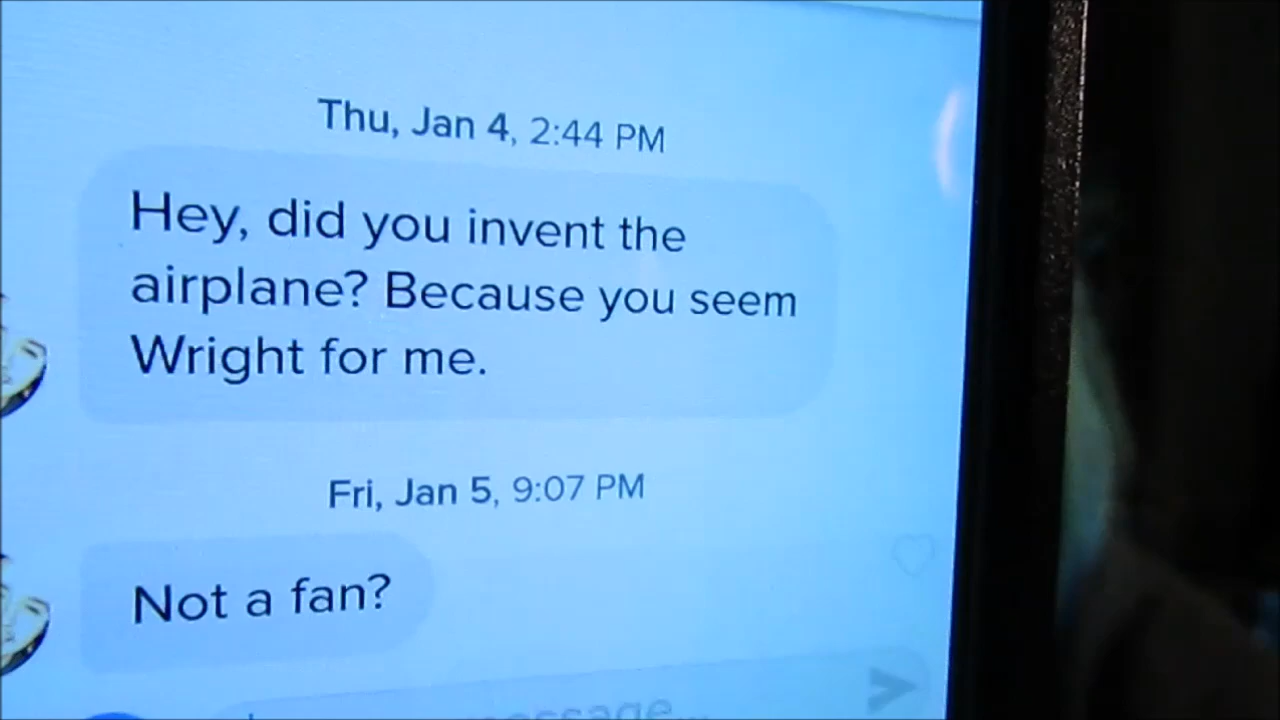 Thu, Jan 4, 2:44 PM
Hey, did you invent the
airplane? Because you seem
Wright for me.
Fri, Jan 5, 9:07 PM
Not a fan?